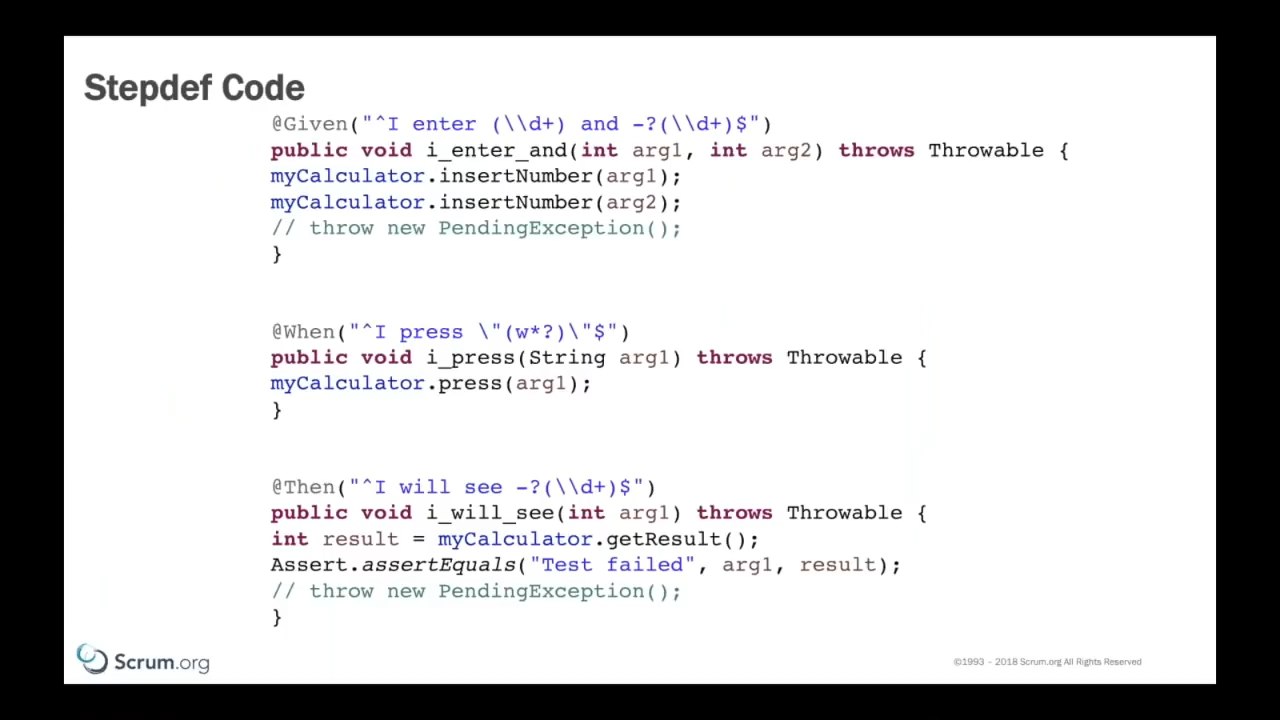 Stepdef Code
@Given("^I enter (\\d+) and -?(\\d+)$")
public void i_enter_and(int arg1, int arg2) throws Throwable {
myCalculator.insertNumber(arg1);
myCalculator.insertNumber(arg2);
// throw new PendingException();
}
@When("^I press \"(w*?)\"$")
public void i_press(String arg1) throws Throwable {
myCalculator.press(arg1);
}
@Then("^I will see -?(\\d+)$")
public void i_will_see(int arg1) throws Throwable {
int result = myCalculator.getResult();
Assert.assertEquals("Test failed", arg1, result);
// throw new PendingException();
}
Scrum.org
©1993 – 2018 Scrum.org All Rights Reserved